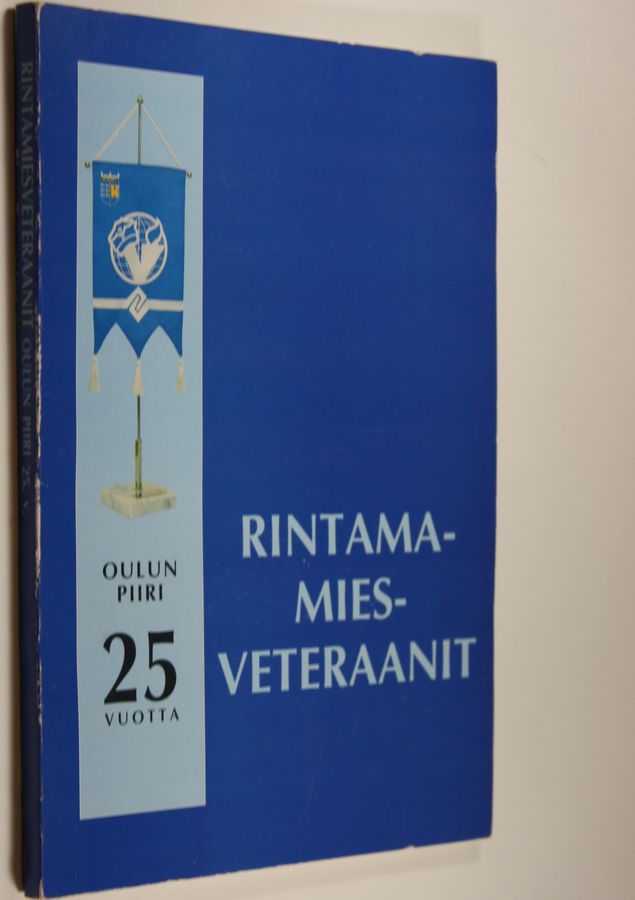 RINTAMAMIESVETERAANIT OULUN PIIRI 25. V.
OULUN
PIIRI
25
VUOTTA
RINTAMA-
MIES-
VETERAANIT